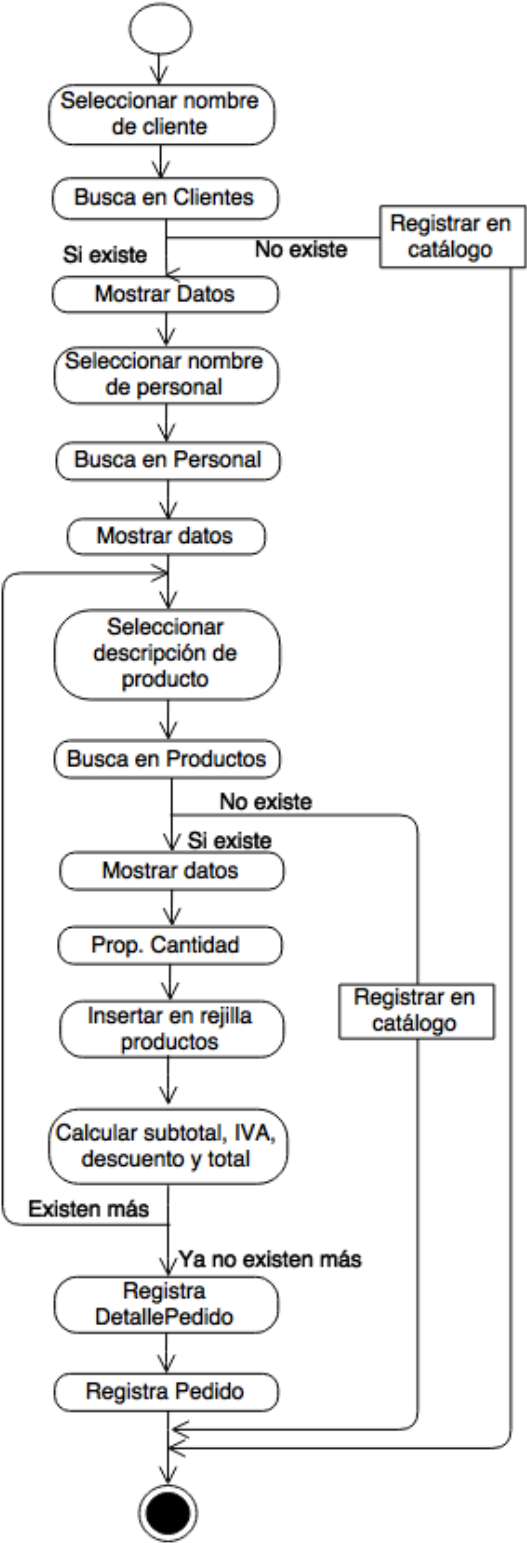 Seleccionar nombre
de cliente
Busca en Clientes
Registrar en
catálogo
No existe
Si existe
Mostrar Datos
Seleccionar nombre
de personal
Busca en Personal
Mostrar datos
Seleccionar
descripción de
producto
Busca en Productos
No existe
Si existe
Mostrar datos
Prop. Cantidad
Registrar en
catálogo
Insertar en rejilla
productos
Calcular subtotal, IVA,
descuento y total
Existen más
Ya no existen más
Registra
DetallePedido
Registra Pedido